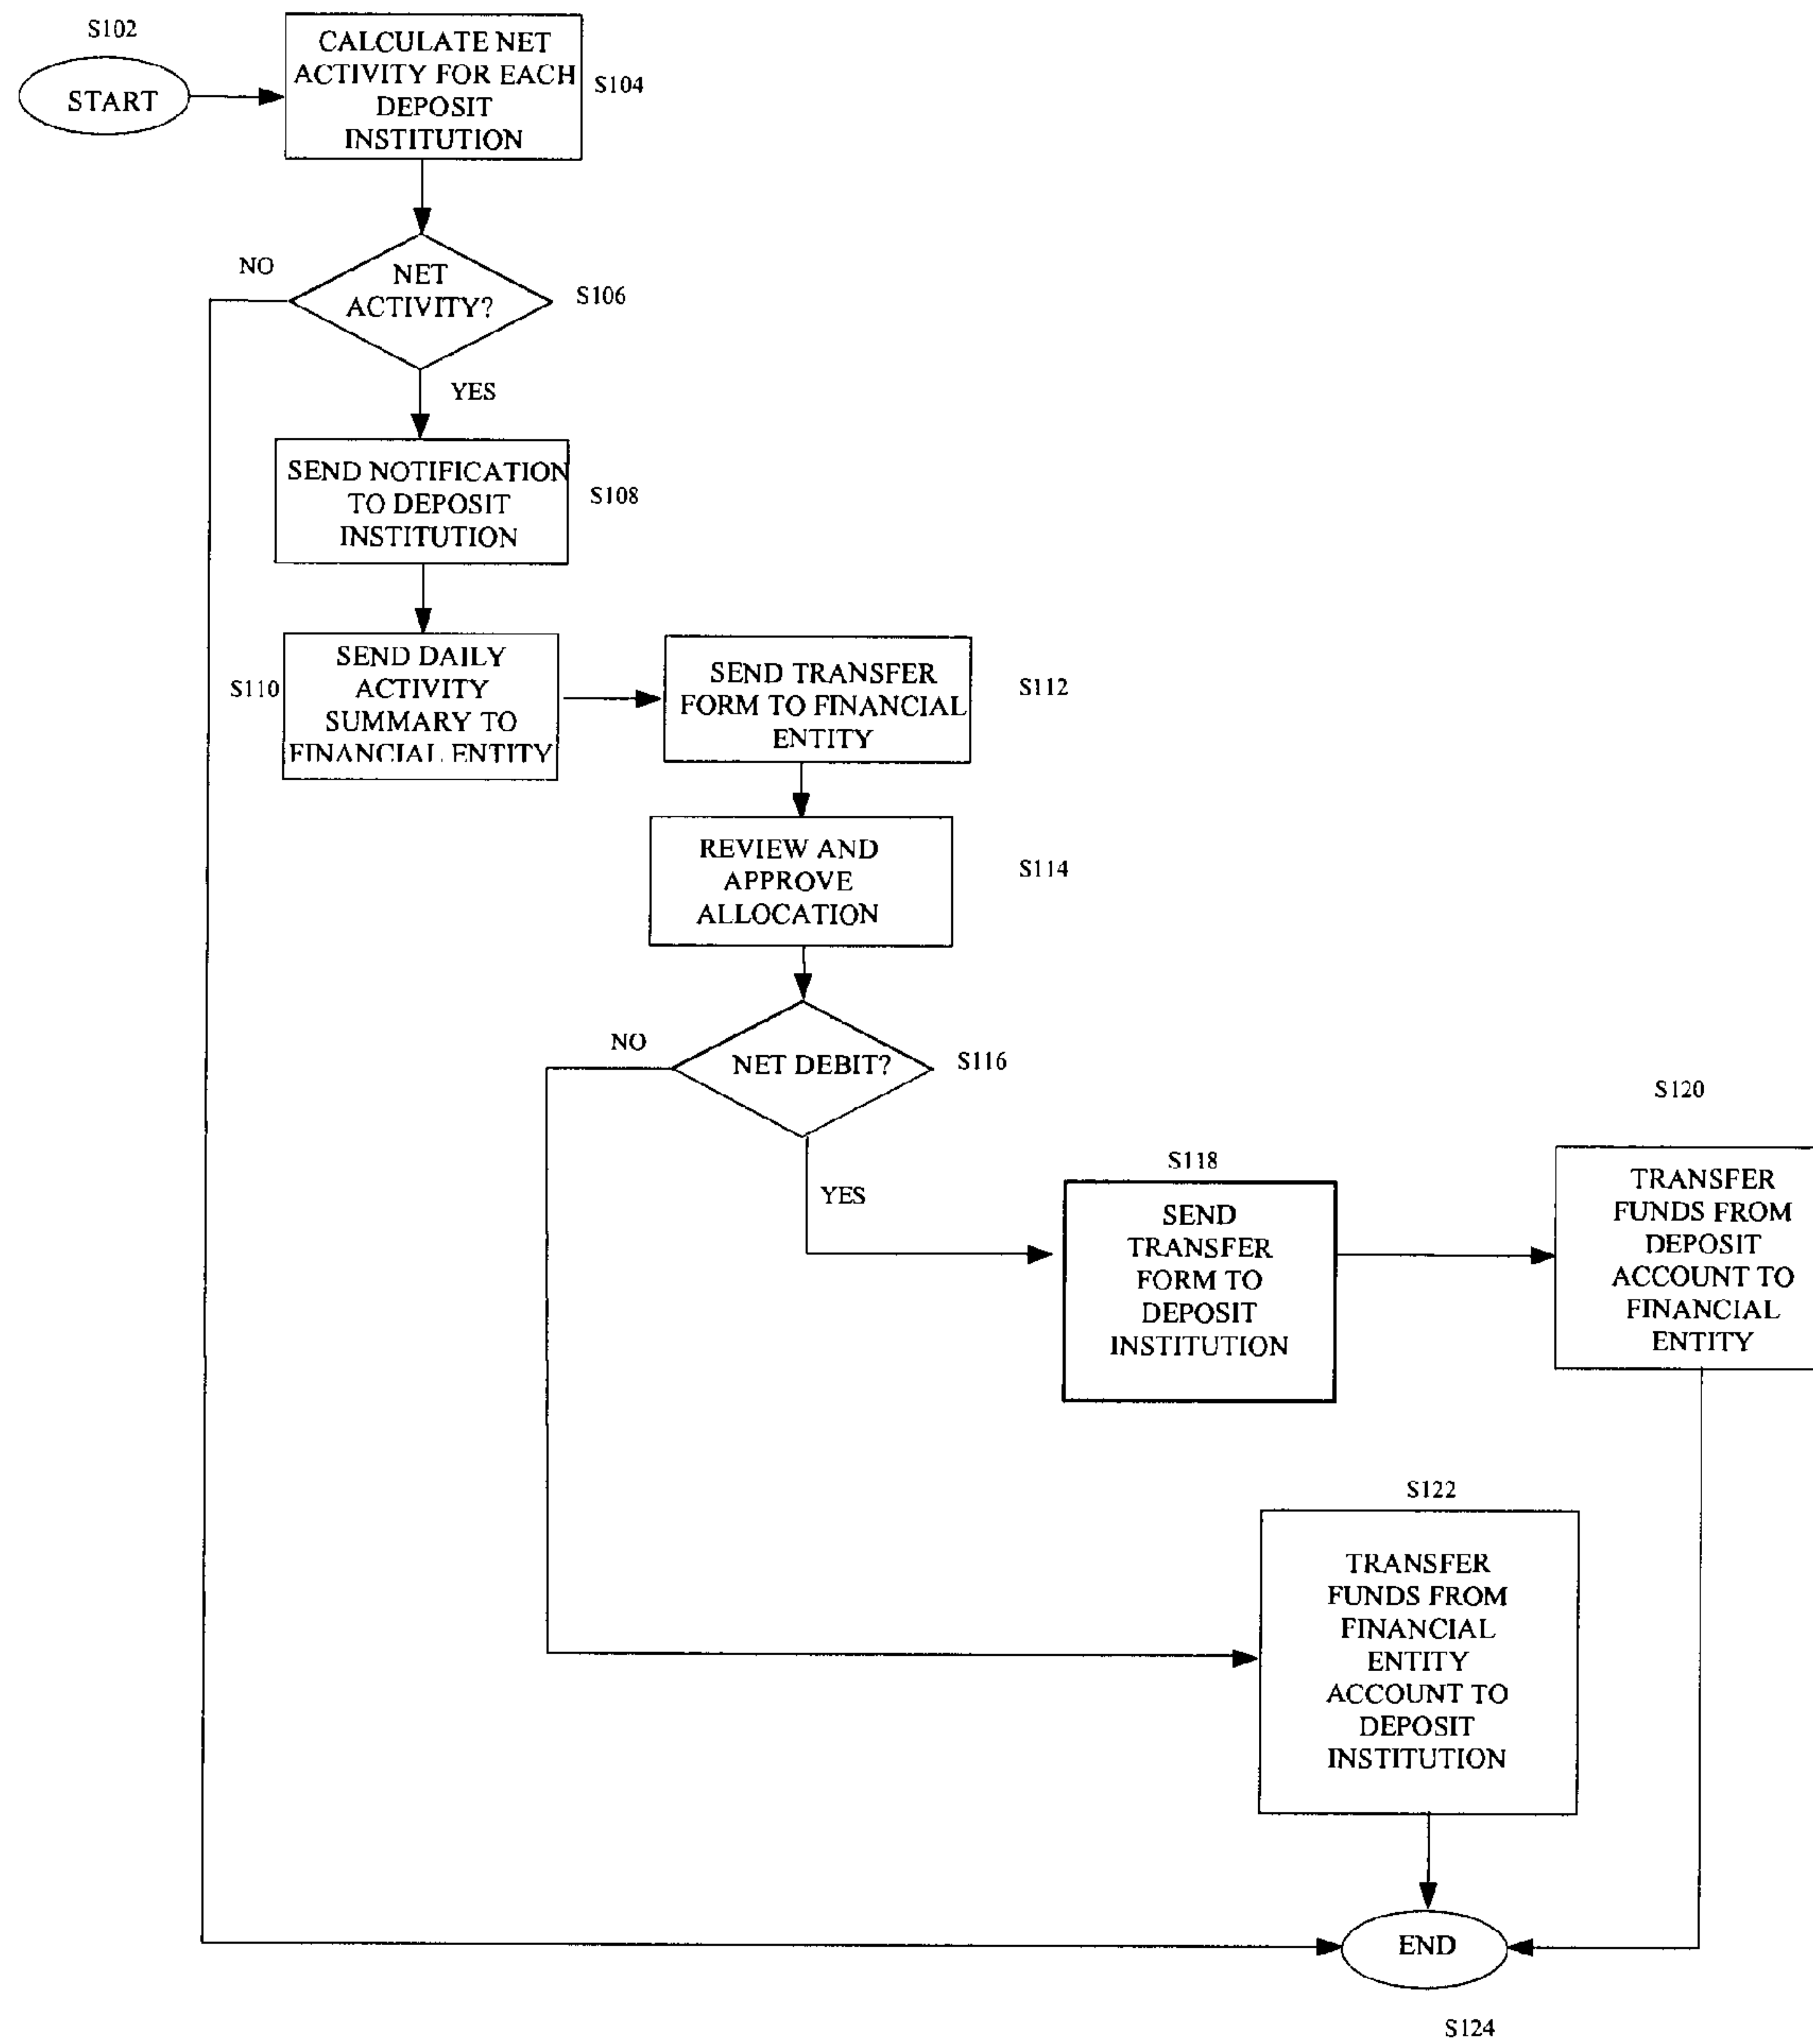 S102
START
CALCULATE NET
ACTIVITY FOR EACH
DEPOSIT
INSTITUTION
S104
NO
NET
ACTIVITY?
S106
YES
SEND NOTIFICATION
TO DEPOSIT
INSTITUTION
S108
S110
SEND DAILY
ACTIVITY
SUMMARY TO
FINANCIAL ENTITY
SEND TRANSFER
FORM TO FINANCIAL
ENTITY
S112
REVIEW AND
APPROVE
ALLOCATION
S114
NO
NET DEBIT?
S116
YES
S118
SEND
TRANSFER
FORM TO
DEPOSIT
INSTITUTION
S120
TRANSFER
FUNDS FROM
DEPOSIT
ACCOUNT TO
FINANCIAL
ENTITY
S122
TRANSFER
FUNDS FROM
FINANCIAL
ENTITY
ACCOUNT TO
DEPOSIT
INSTITUTION
END
S124